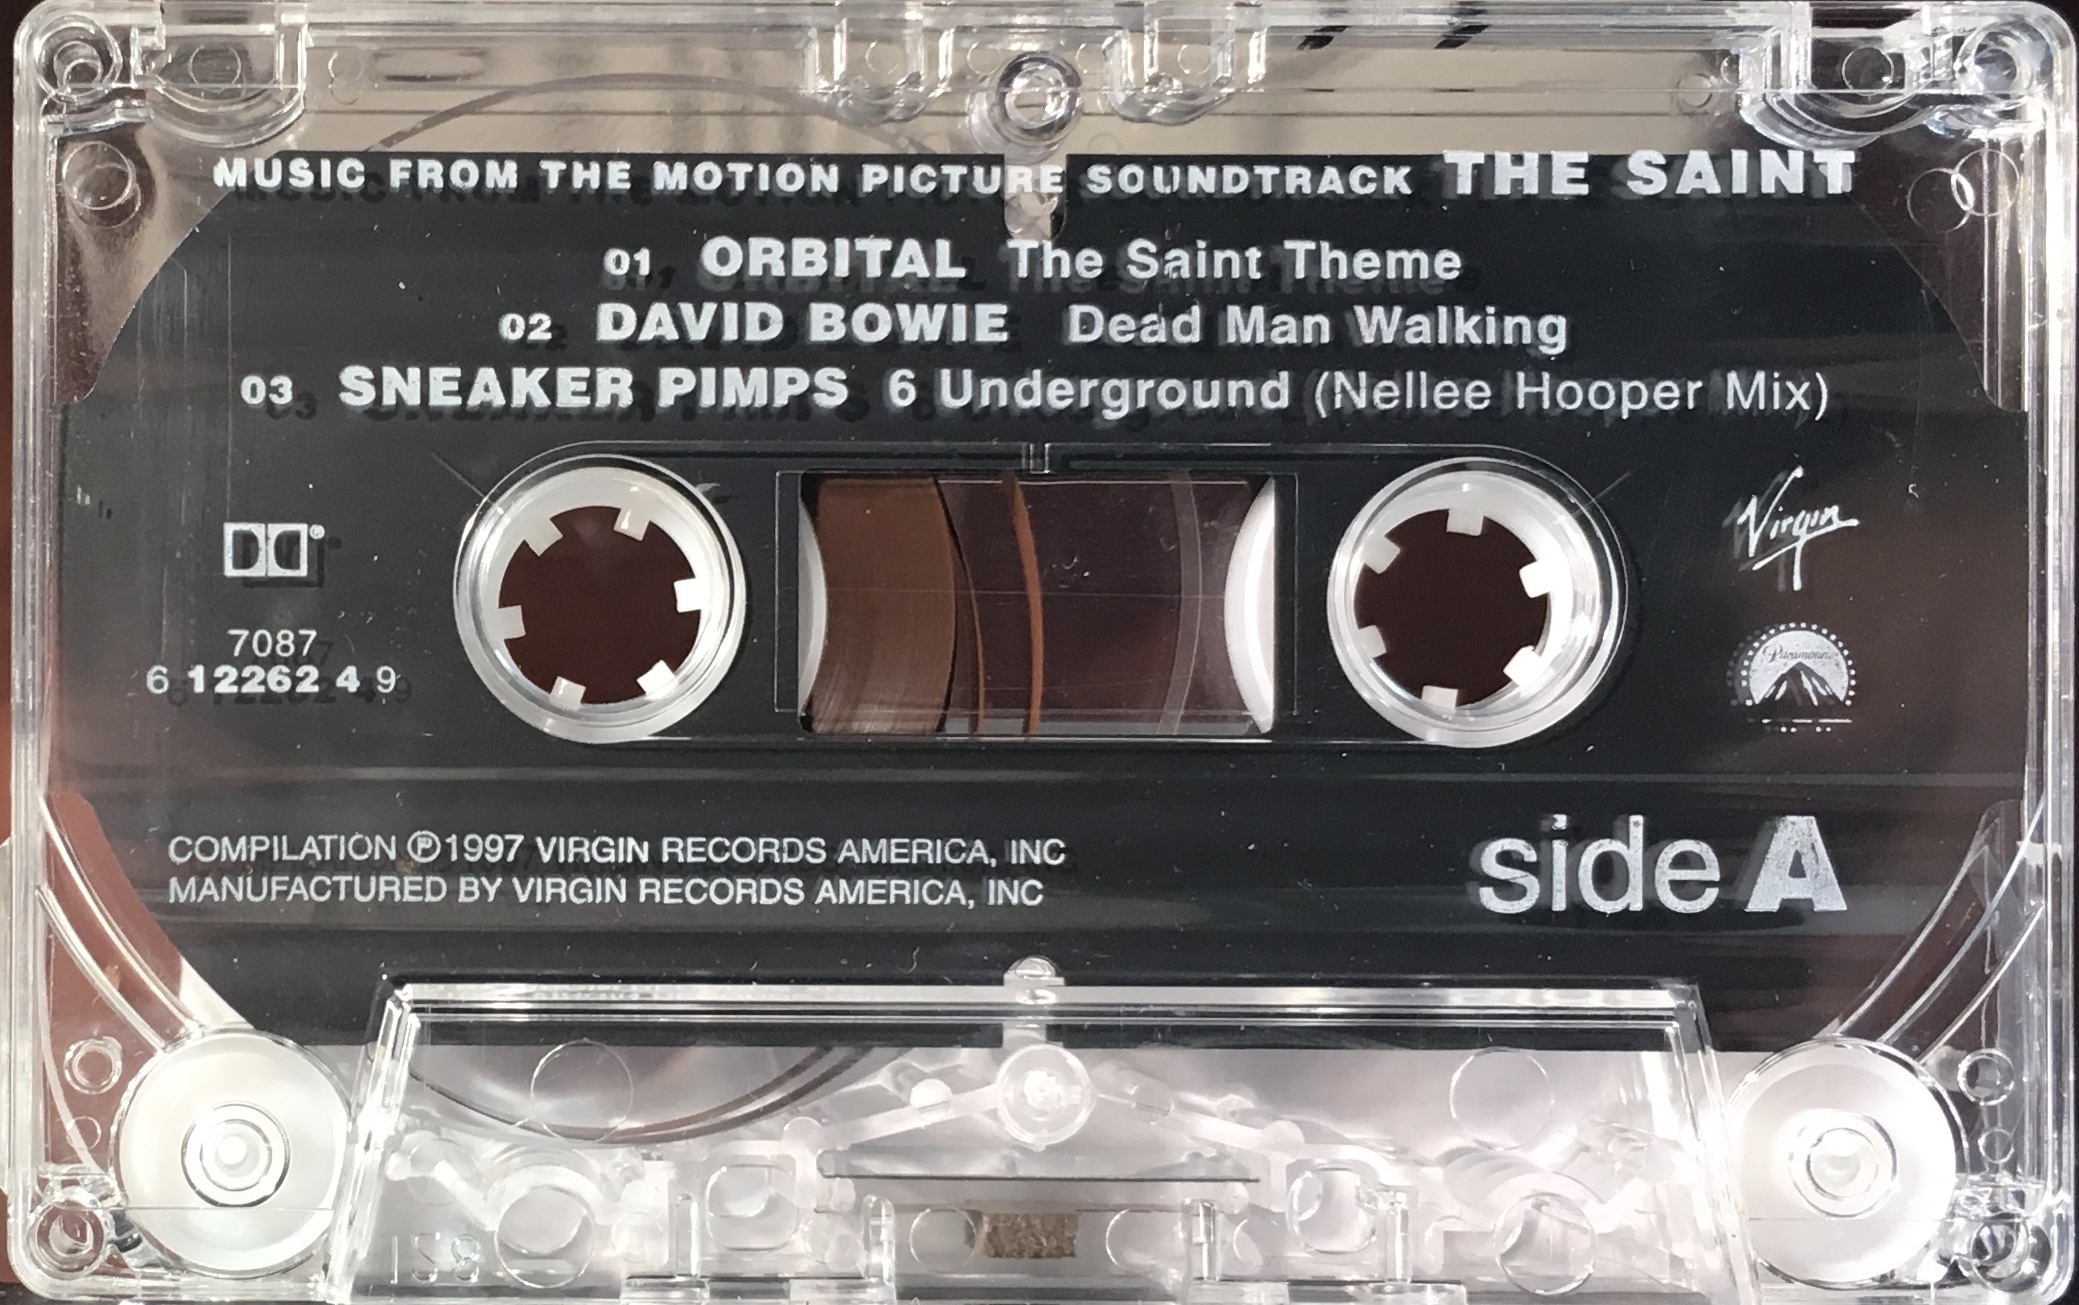 MUSIC FROM THE MOTION PICTURE SOUNDTRACK THE SAINT
01 ORBITAL The Saint Theme
02 DAVID BOWIE Dead Man Walking
03 SNEAKER PIMPS 6 Underground (Nellee Hooper Mix)
Virgin
7087
6 12262 4 9
Paramount
COMPILATION ℗1997 VIRGIN RECORDS AMERICA, INC
MANUFACTURED BY VIRGIN RECORDS AMERICA, INC
side A